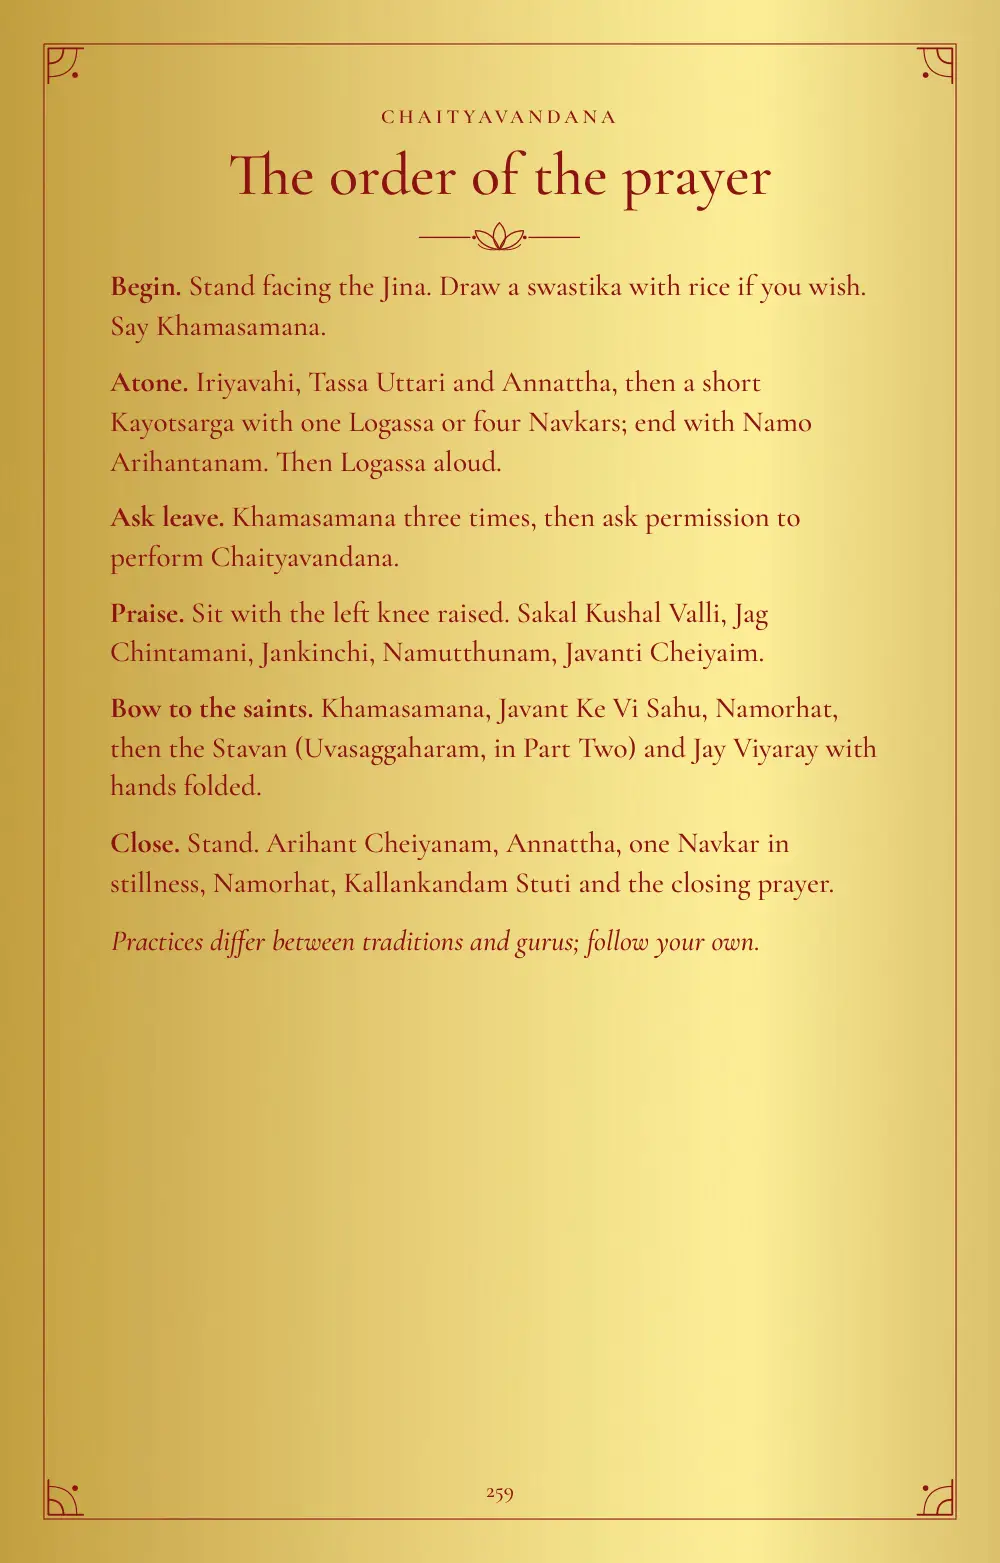 CHAITYAVANDANA
The order of the prayer
Begin. Stand facing the Jina. Draw a swastika with rice if you wish.
Say Khamasamana.
Atone. Iriyavahi, Tassa Uttari and Annattha, then a short
Kayotsarga with one Logassa or four Navkars; end with Namo
Arihantanam. Then Logassa aloud.
Ask leave. Khamasamana three times, then ask permission to
perform Chaityavandana.
Praise. Sit with the left knee raised. Sakal Kushal Valli, Jag
Chintamani, Jankinchi, Namutthunam, Javanti Cheiyaim.
Bow to the saints. Khamasamana, Javant Ke Vi Sahu, Namorhat,
then the Stavan (Uvasaggaharam, in Part Two) and Jay Viyaray with
hands folded.
Close. Stand. Arihant Cheiyanam, Annattha, one Navkar in
stillness, Namorhat, Kallankandam Stuti and the closing prayer.
Practices differ between traditions and gurus; follow your own.
259